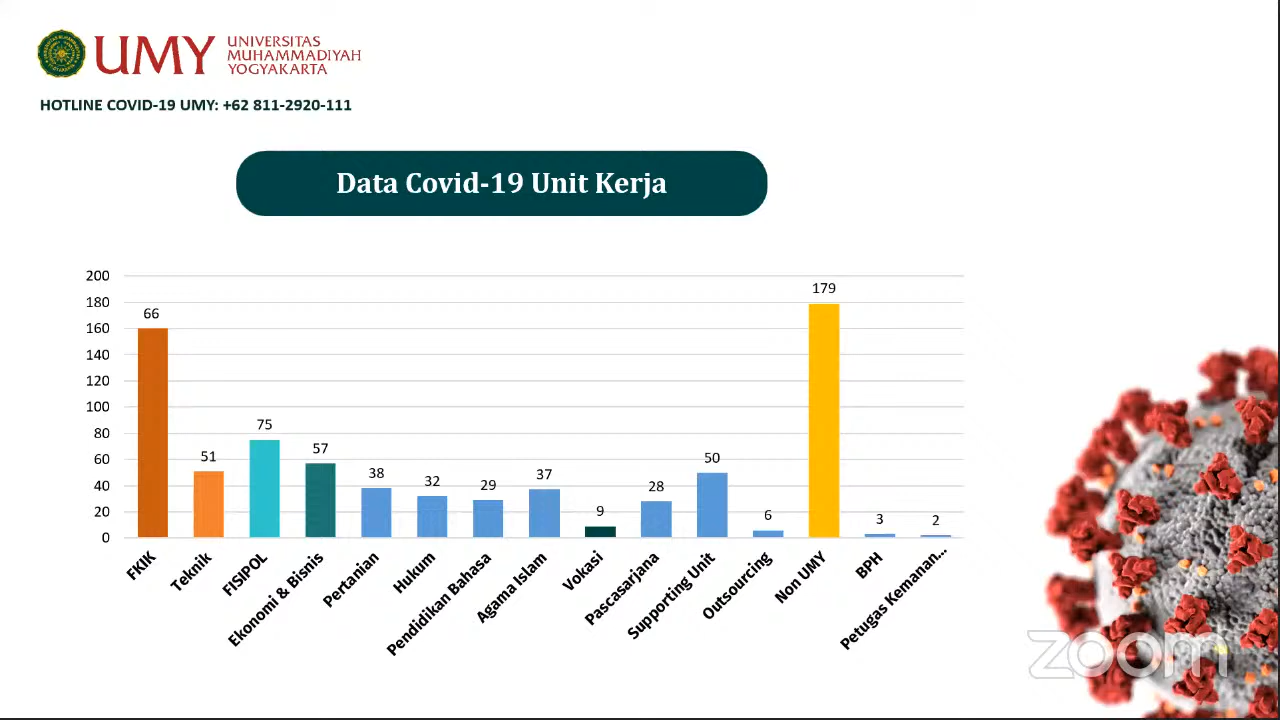 UMY
UNIVERSITAS
MUHAMMADIYAH
YOGYAKARTA
HOTLINE COVID-19 UMY: +62 811-2920-111
Data Covid-19 Unit Kerja
200
180
160
140
120
100
80
60
40
20
0
66
51
75
57
38
32
29
37
9
28
50
6
179
3
2
FKIK
Teknik
FISIPOL
Ekonomi & Bisnis
Pertanian
Hukum
Pendidikan Bahasa
Agama Islam
Vokasi
Pascasarjana
Supporting Unit
Outsourcing
Non UMY
BPH
Petugas Kemanan...
zoom